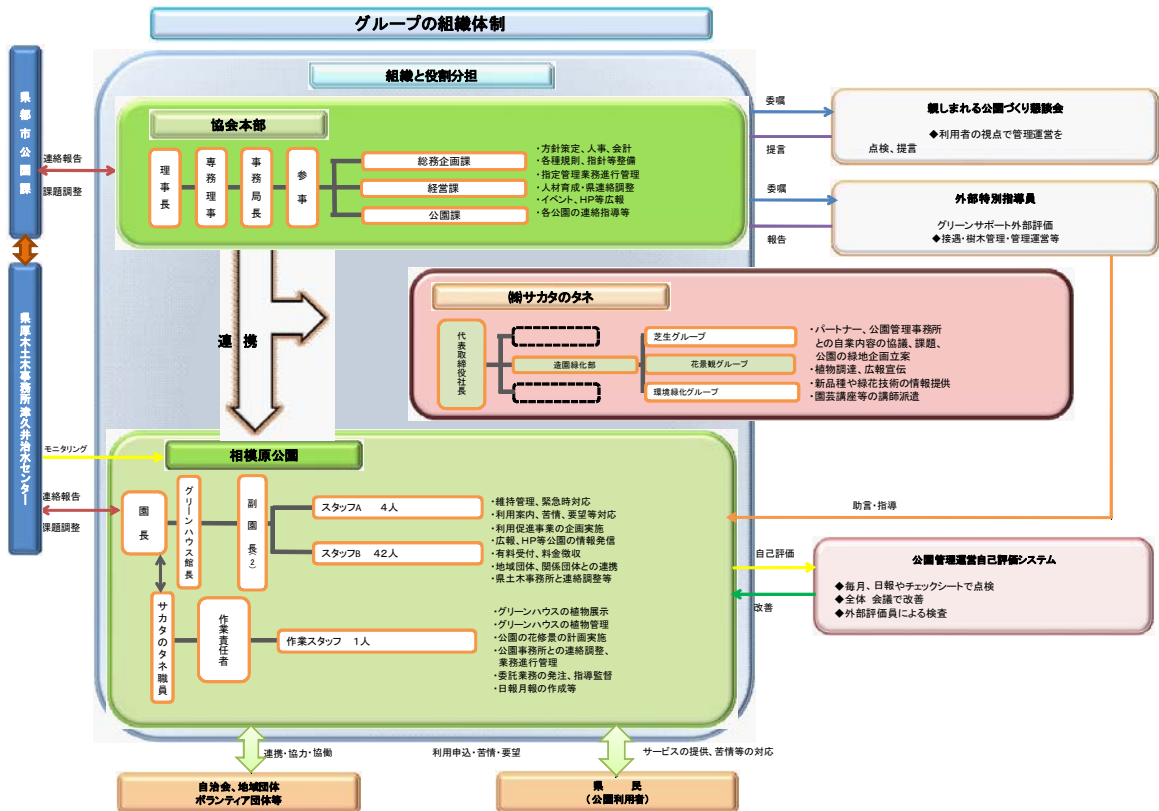 グループの組織体制
組織と役割分担
県都市公園課
県厚木土木事務所津久井治水センター
連絡報告
課題調整
協会本部
理事長
専務理事
事務局長
参事
総務企画課
経営課
公園課
・方針策定、人事、会計
・各種規則、指針等整備
・指定管理業務進行管理
・人材育成・県連絡調整
・イベント、HP等広報
・各公園の連絡指導等
委嘱
提言
親しまれる公園づくり懇談会
◆利用者の視点で管理運営を
点検、提言
委嘱
報告
外部特別指導員
グリーンサポート外部評価
◆接遇・樹木管理・管理運営等
連携
㈱サカタのタネ
代表取締役社長
造園緑化部
芝生グループ
花景観グループ
環境緑化グループ
・パートナー、公園管理事務所
との自業内容の協議、課題、
公園の緑地企画立案
・植物調達、広報宣伝
・新品種や緑花技術の情報提供
・園芸講座等の講師派遣
モニタリング
連絡報告
課題調整
相模原公園
園長
グリーンハウス館長
副園長(2)
スタッフA 4人
スタッフB 42人
・維持管理、緊急時対応
・利用案内、苦情、要望等対応
・利用促進事業の企画実施
・広報、HP等公園の情報発信
・有料受付、料金徴収
・地域団体、関係団体との連携
・県土木事務所と連絡調整等
サカタのタネ職員
作業責任者
作業スタッフ 1人
・グリーンハウスの植物展示
・グリーンハウスの植物管理
・公園の花修景の計画実施
・公園事務所との連絡調整、
業務進行管理
・委託業務の発注、指導監督
・日報月報の作成等
助言・指導
自己評価
改善
公園管理運営自己評価システム
◆毎月、日報やチェックシートで点検
◆全体 会議で改善
◆外部評価員による検査
連携・協力・協働
利用申込・苦情・要望
サービスの提供、苦情等の対応
自治会、地域団体
ボランティア団体等
県 民
(公園利用者)